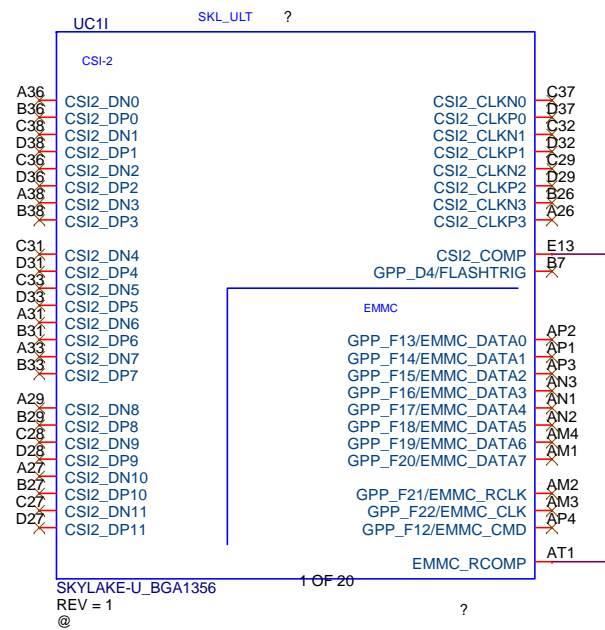 UC1I SKL_ULT ?
CSI-2
A36 CSI2_DN0 CSI2_CLKN0 C37
B36 CSI2_DP0 CSI2_CLKP0 D37
C38 CSI2_DN1 CSI2_CLKN1 C32
D38 CSI2_DP1 CSI2_CLKP1 D32
C36 CSI2_DN2 CSI2_CLKN2 C29
D36 CSI2_DP2 CSI2_CLKP2 D29
A38 CSI2_DN3 CSI2_CLKN3 B26
B38 CSI2_DP3 CSI2_CLKP3 A26
C31 CSI2_DN4 CSI2_COMP E13
D31 CSI2_DP4 GPP_D4/FLASHTRIG B7
C33 CSI2_DN5
D33 CSI2_DP5 EMMC
A31 CSI2_DN6
B31 CSI2_DP6 GPP_F13/EMMC_DATA0 AP2
A33 CSI2_DN7 GPP_F14/EMMC_DATA1 AP1
B33 CSI2_DP7 GPP_F15/EMMC_DATA2 AP3
GPP_F16/EMMC_DATA3 AN3
A29 CSI2_DN8 GPP_F17/EMMC_DATA4 AN1
B29 CSI2_DP8 GPP_F18/EMMC_DATA5 AN2
C28 CSI2_DN9 GPP_F19/EMMC_DATA6 AM4
D28 CSI2_DP9 GPP_F20/EMMC_DATA7 AM1
A27 CSI2_DN10
B27 CSI2_DP10 GPP_F21/EMMC_RCLK AM2
C27 CSI2_DN11 GPP_F22/EMMC_CLK AM3
D27 CSI2_DP11 GPP_F12/EMMC_CMD AP4
EMMC_RCOMP AT1
SKYLAKE-U_BGA1356 1 OF 20
REV = 1 ?
@